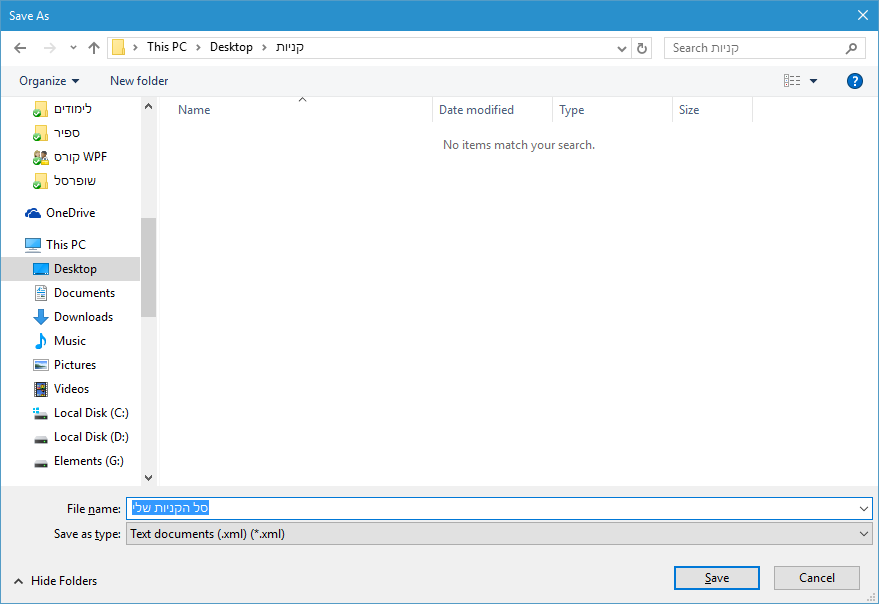 Save As
This PC > Desktop > קניות
Search קניות
Organize
New folder
?
Name
Date modified
Type
Size
No items match your search.
לימודים
ספיר
קורס WPF
שופרסל
OneDrive
This PC
Desktop
Documents
Downloads
Music
Pictures
Videos
Local Disk (C:)
Local Disk (D:)
Elements (G:)
File name:
סל הקניות שלי
Save as type:
Text documents (.xml) (*.xml)
Hide Folders
Save
Cancel